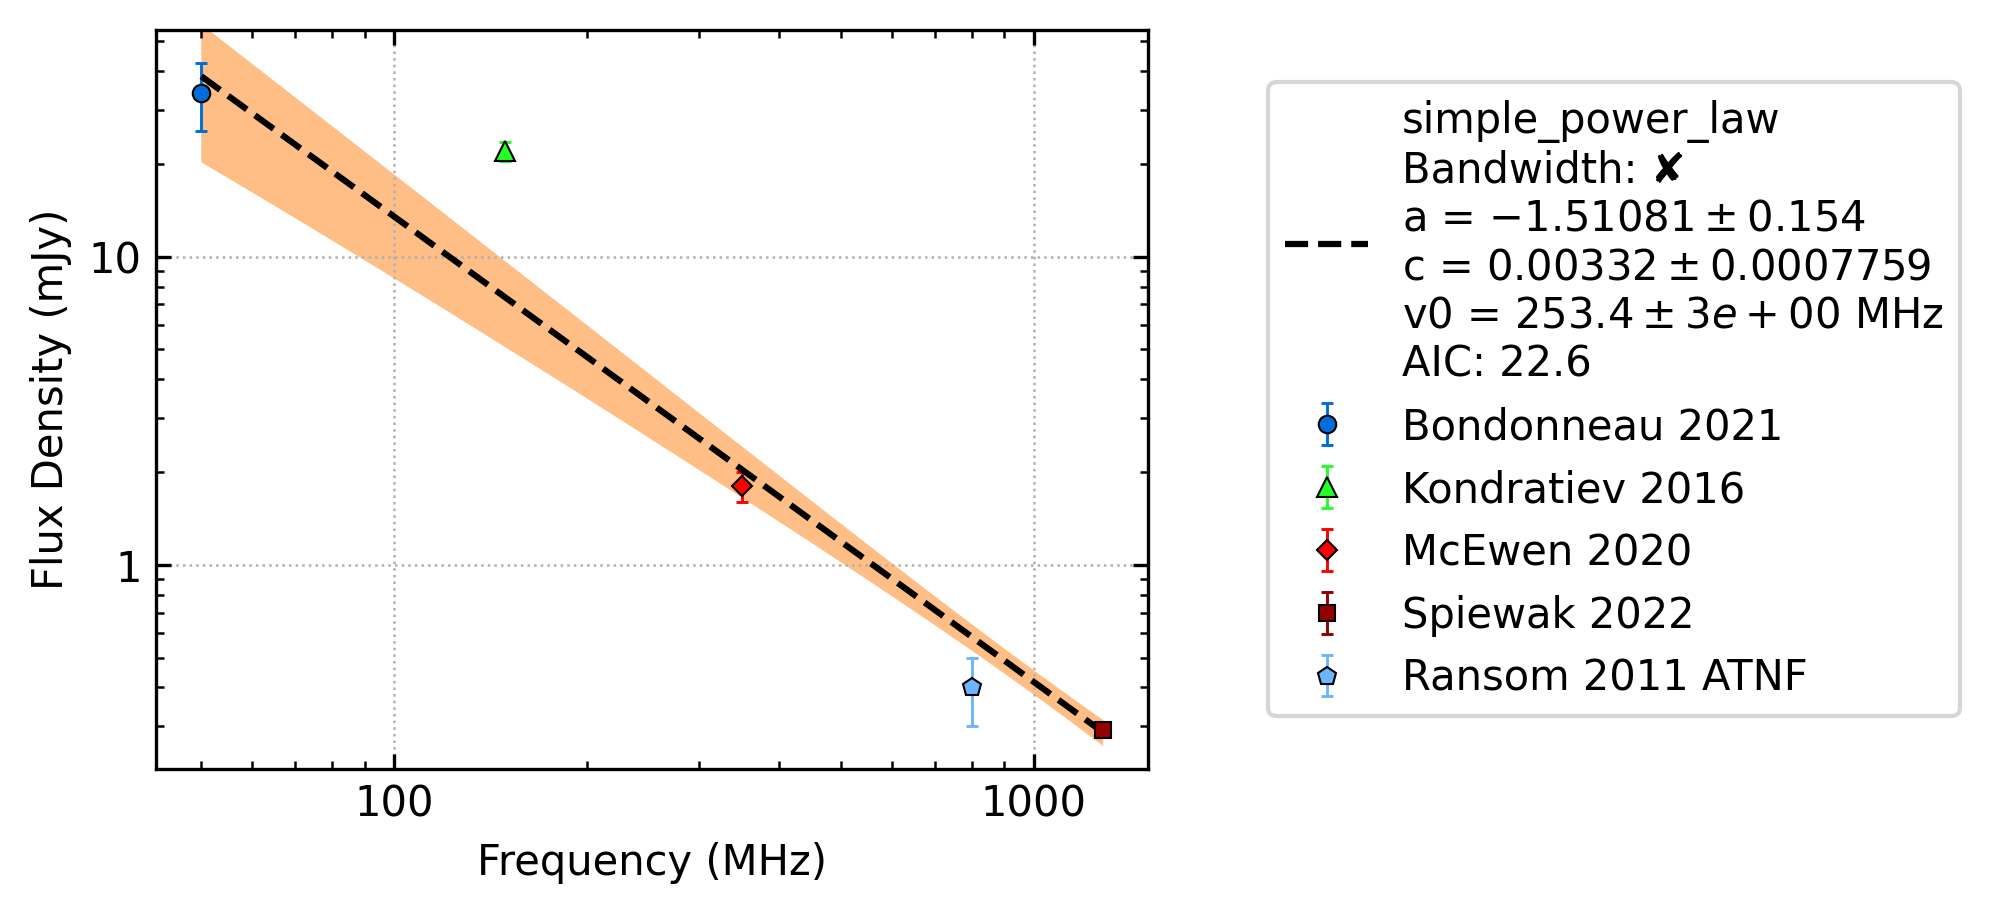 10
1
Flux Density (mJy)
100
1000
Frequency (MHz)
simple_power_law
Bandwidth: ✘
a = −1.51081 ± 0.154
c = 0.00332 ± 0.0007759
v0 = 253.4 ± 3e + 00 MHz
AIC: 22.6
Bondonneau 2021
Kondratiev 2016
McEwen 2020
Spiewak 2022
Ransom 2011 ATNF